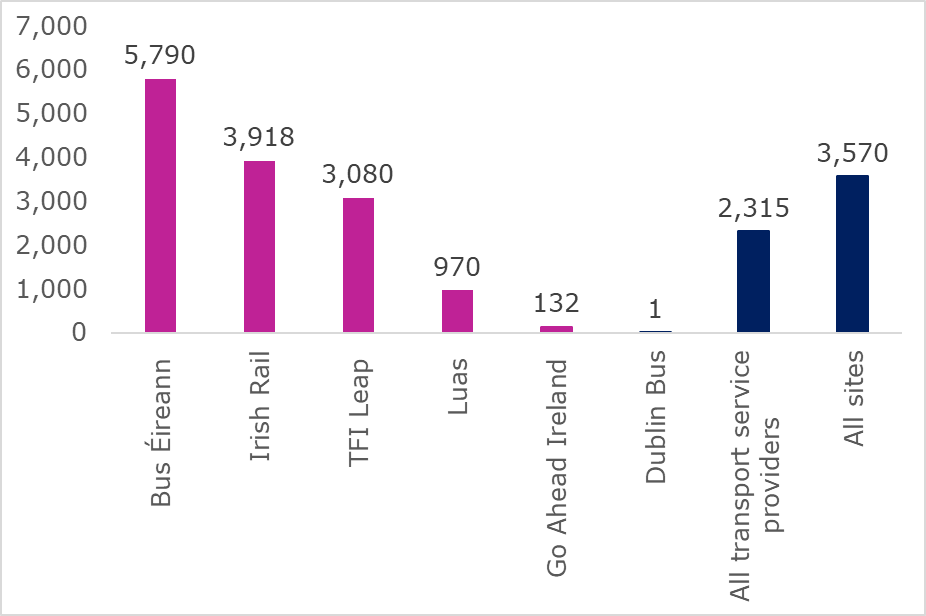 7,000
6,000
5,000
4,000
3,000
2,000
1,000
0
5,790
3,918
3,080
970
132
1
2,315
3,570
Bus Éireann
Irish Rail
TFI Leap
Luas
Go Ahead Ireland
Dublin Bus
All transport service
providers
All sites